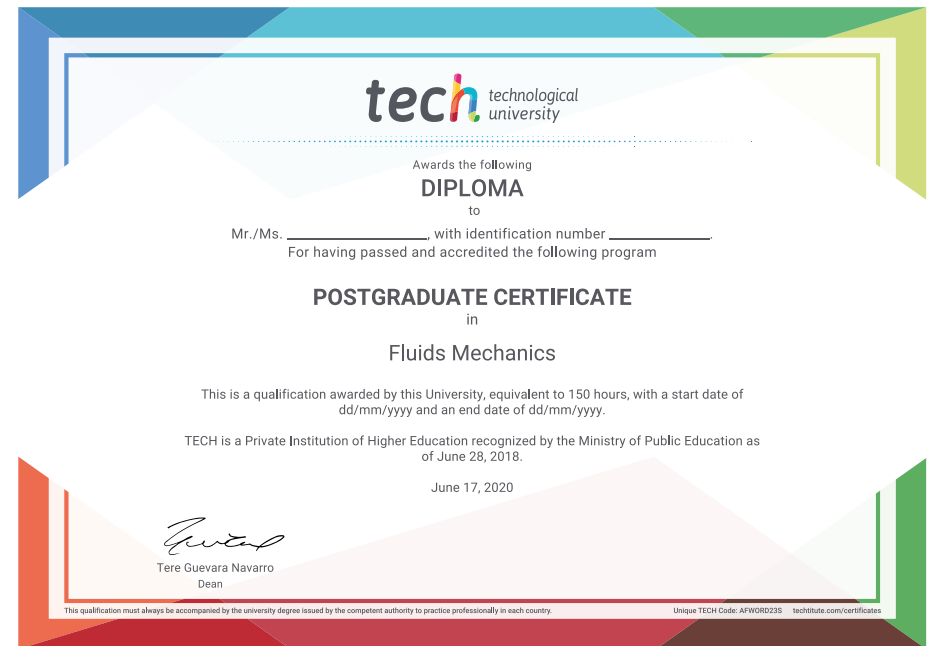 tech technological
university
Awards the following
DIPLOMA
to
Mr./Ms. ____________________, with identification number ______________.
For having passed and accredited the following program
POSTGRADUATE CERTIFICATE
in
Fluids Mechanics
This is a qualification awarded by this University, equivalent to 150 hours, with a start date of
dd/mm/yyyy and an end date of dd/mm/yyyy.
TECH is a Private Institution of Higher Education recognized by the Ministry of Public Education as
of June 28, 2018.
June 17, 2020
Tere Guevara Navarro
Dean
This qualification must always be accompanied by the university degree issued by the competent authority to practice professionally in each country. Unique TECH Code: AFWORD23S techtitute.com/certificates